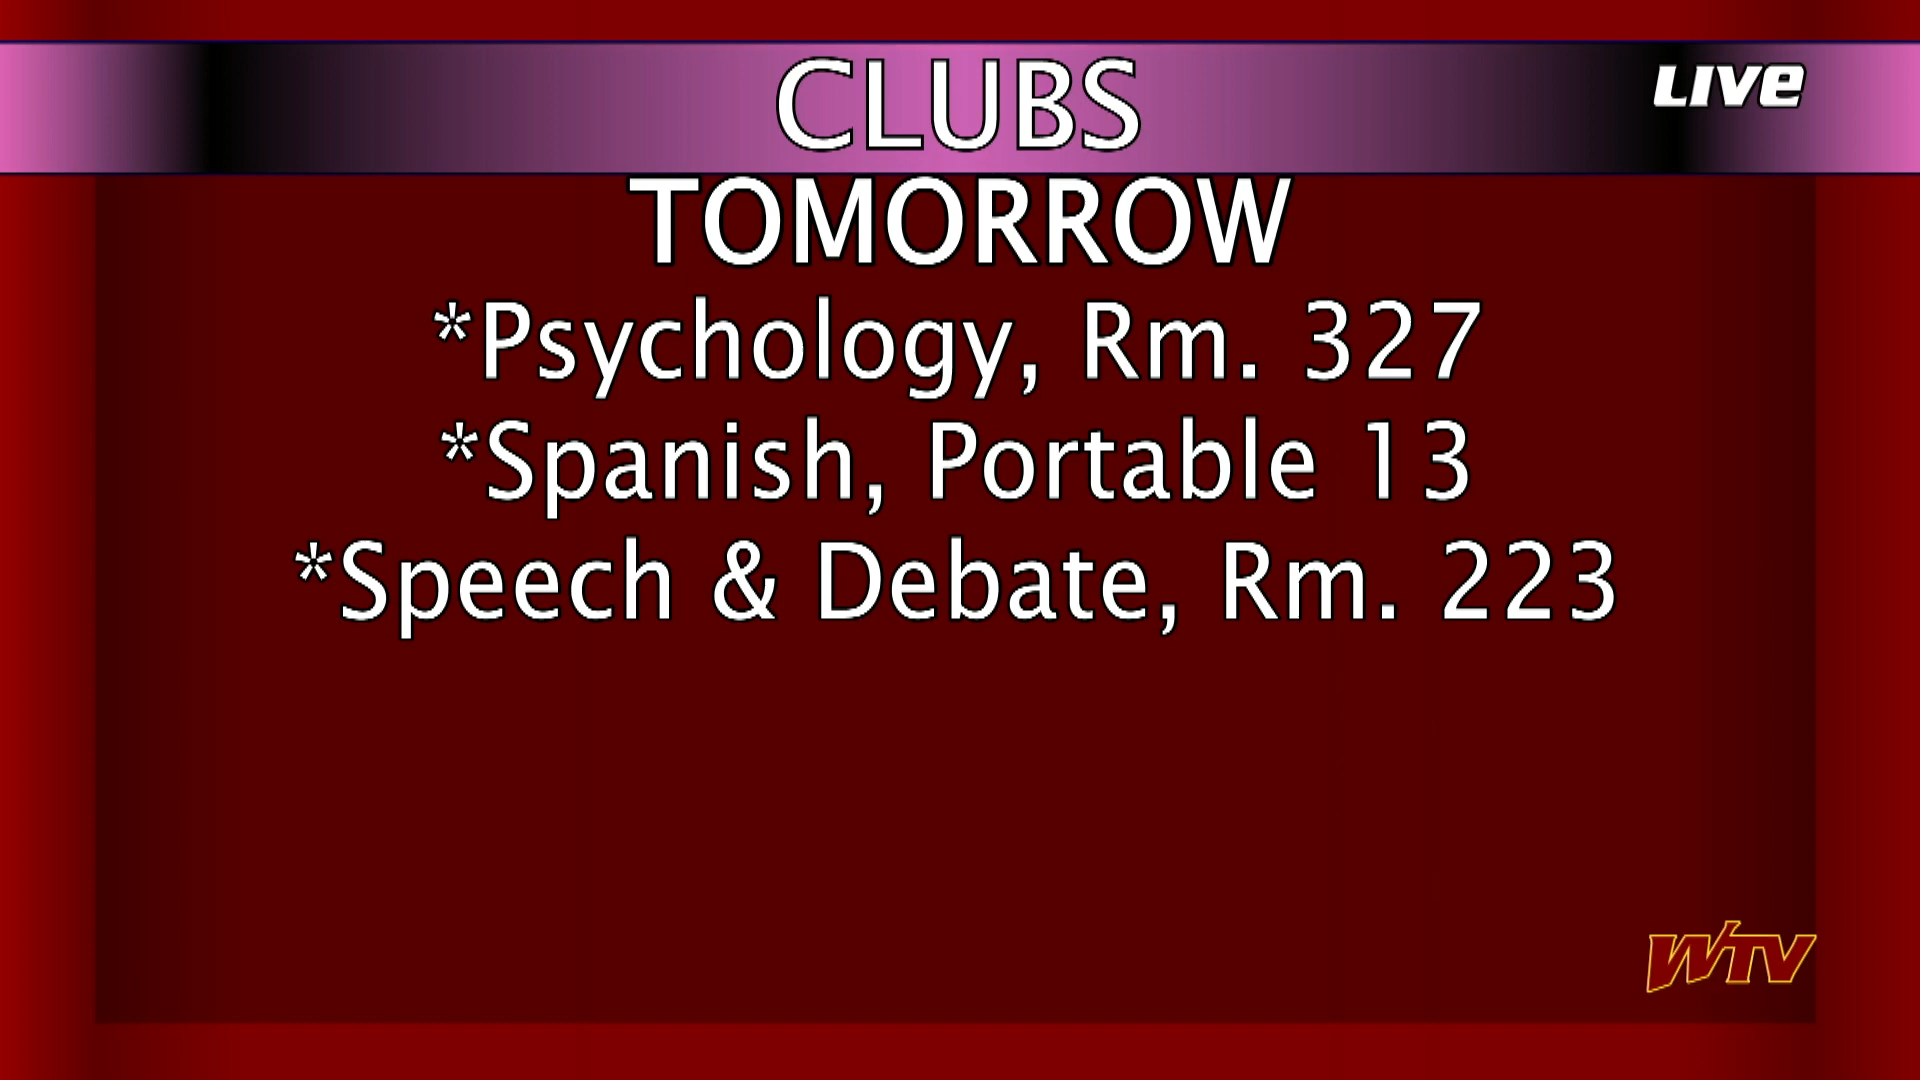 CLUBS
LIVE
TOMORROW
*Psychology, Rm. 327
*Spanish, Portable 13
*Speech & Debate, Rm. 223
WTV